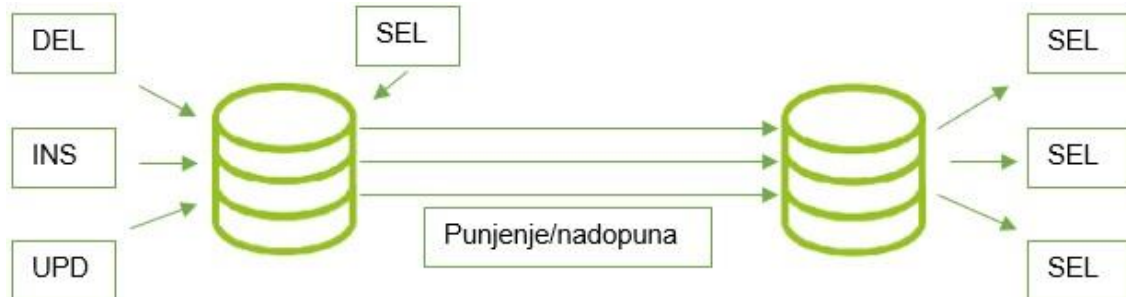 DEL
SEL
SEL
INS
SEL
Punjenje/nadopuna
UPD
SEL